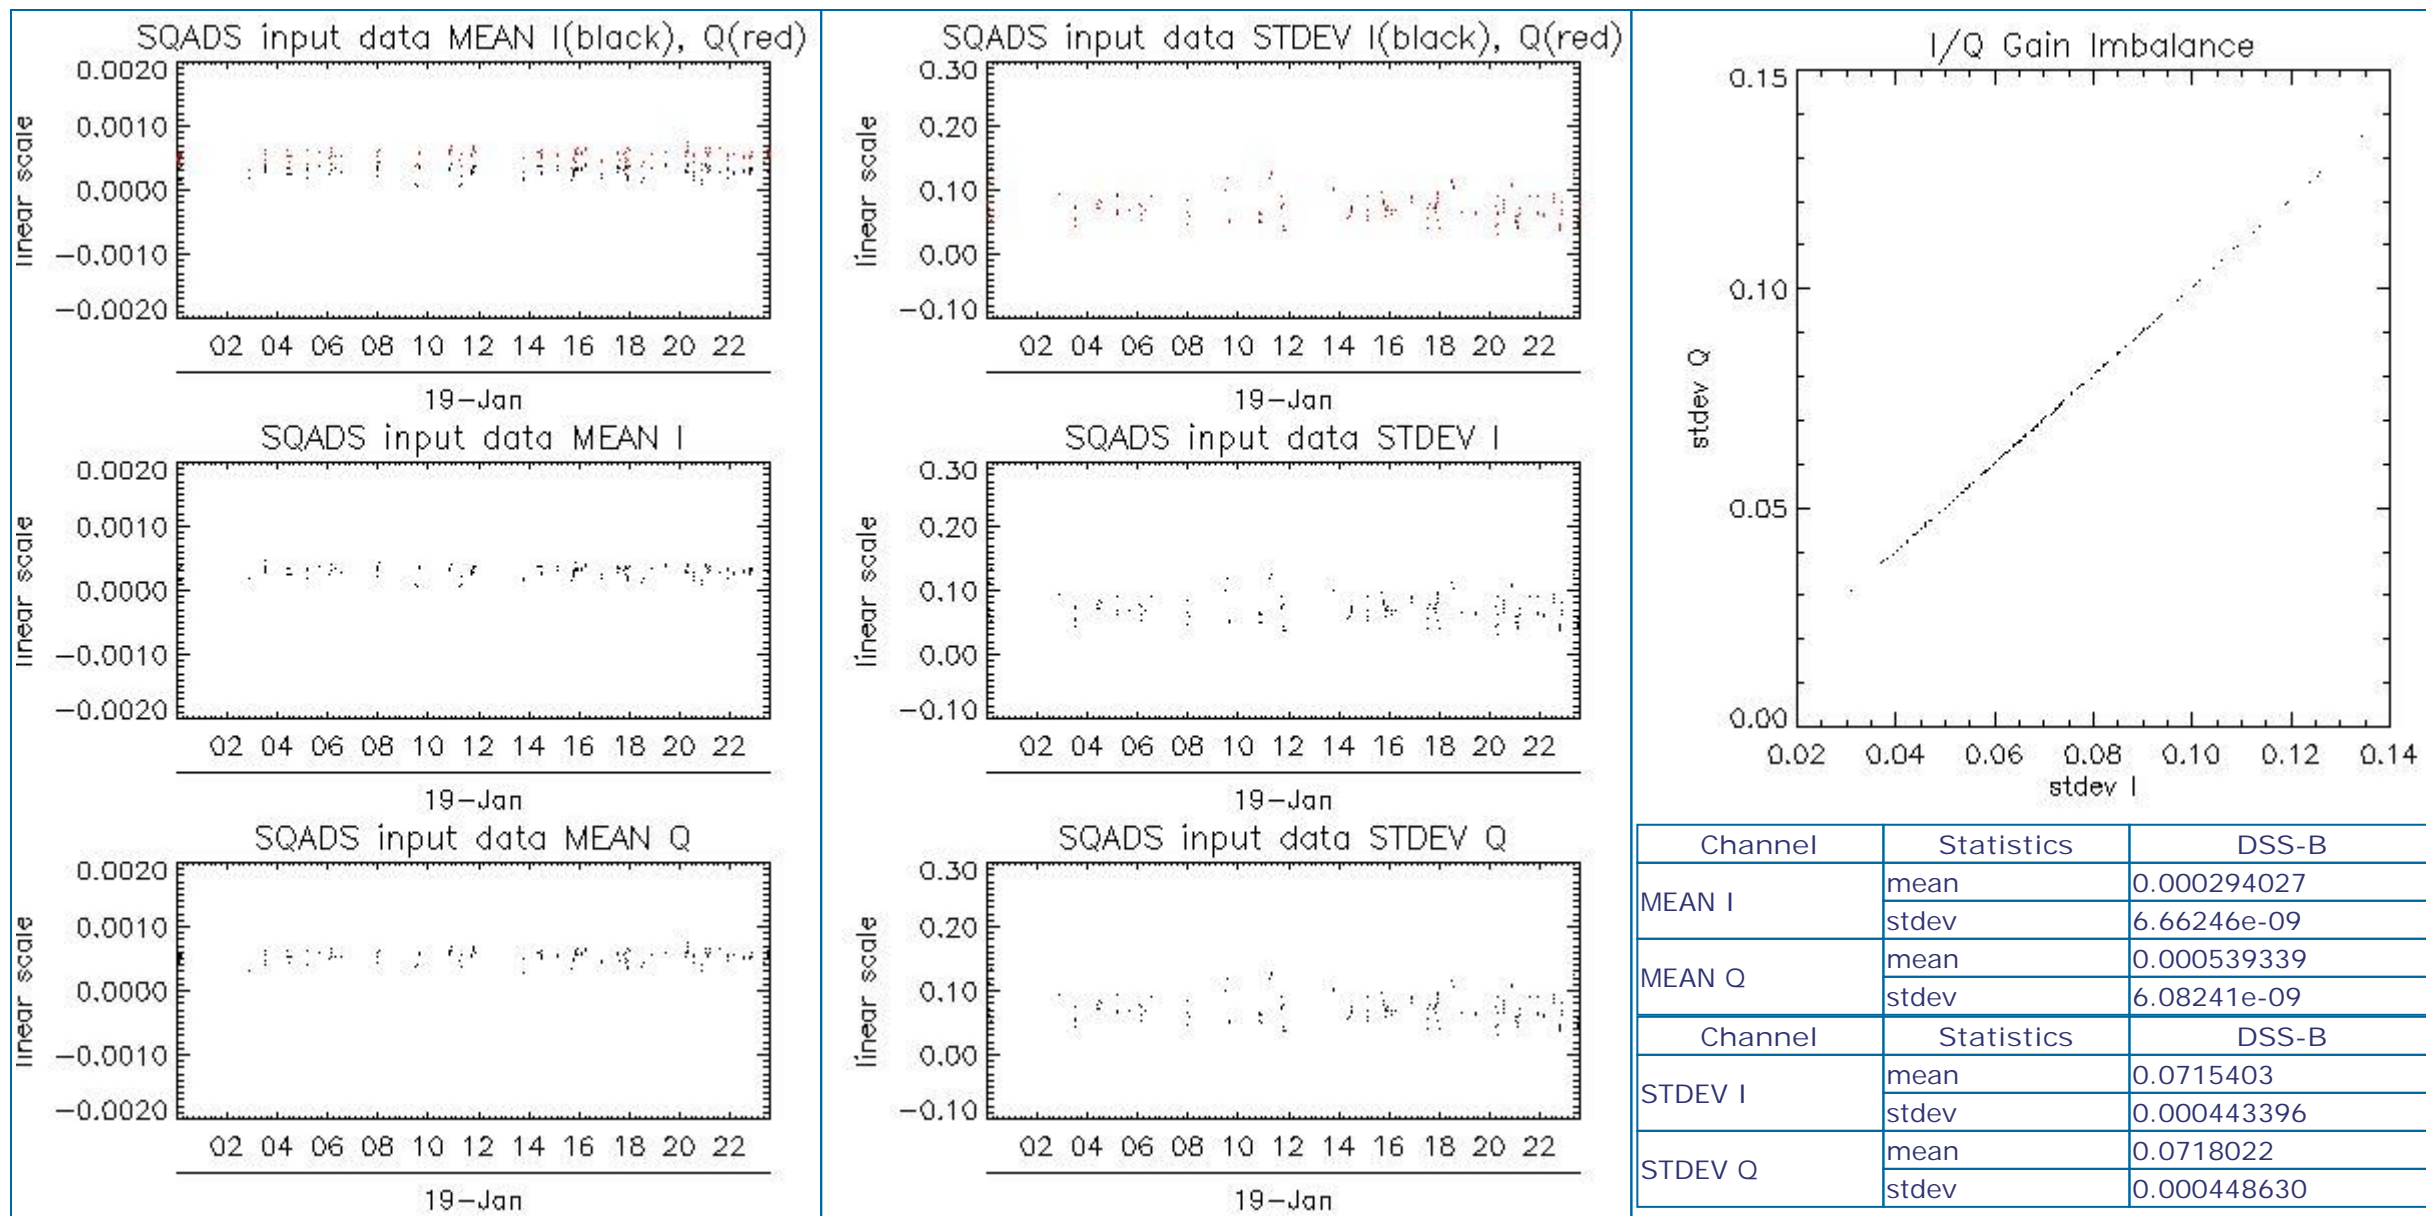 SQADS input data MEAN I(black), Q(red)
0.0020
0.0010
0.0000
−0.0010
−0.0020
linear scale
02 04 06 08 10 12 14 16 18 20 22
19−Jan
SQADS input data MEAN I
0.0020
0.0010
0.0000
−0.0010
−0.0020
linear scale
02 04 06 08 10 12 14 16 18 20 22
19−Jan
SQADS input data MEAN Q
0.0020
0.0010
0.0000
−0.0010
−0.0020
linear scale
02 04 06 08 10 12 14 16 18 20 22
19−Jan
SQADS input data STDEV I(black), Q(red)
0.30
0.20
0.10
0.00
−0.10
linear scale
02 04 06 08 10 12 14 16 18 20 22
19−Jan
SQADS input data STDEV I
0.30
0.20
0.10
0.00
−0.10
linear scale
02 04 06 08 10 12 14 16 18 20 22
19−Jan
SQADS input data STDEV Q
0.30
0.20
0.10
0.00
−0.10
linear scale
02 04 06 08 10 12 14 16 18 20 22
19−Jan
I/Q Gain Imbalance
0.15
0.10
0.05
0.00
stdev Q
0.02 0.04 0.06 0.08 0.10 0.12 0.14
stdev I
Channel Statistics DSS-B
MEAN I mean 0.000294027
stdev 6.66246e-09
MEAN Q mean 0.000539339
stdev 6.08241e-09
Channel Statistics DSS-B
STDEV I mean 0.0715403
stdev 0.000443396
STDEV Q mean 0.0718022
stdev 0.000448630